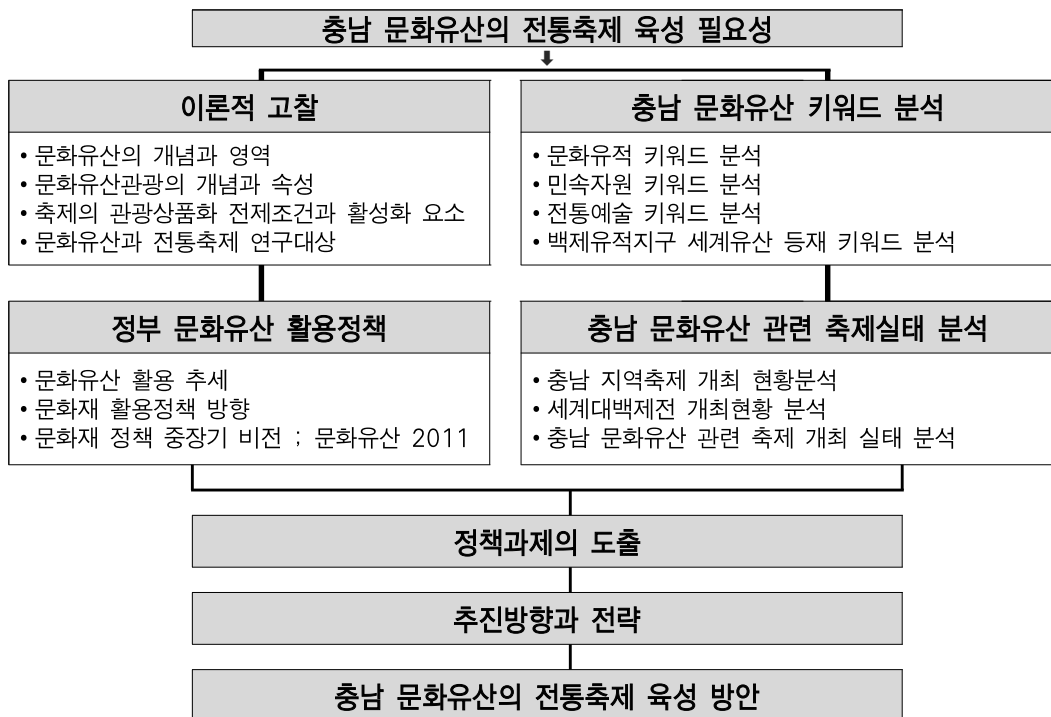 충남 문화유산의 전통축제 육성 필요성
이론적 고찰
• 문화유산의 개념과 영역
• 문화유산관광의 개념과 속성
• 축제의 관광상품화 전제조건과 활성화 요소
• 문화유산과 전통축제 연구대상
충남 문화유산 키워드 분석
• 문화유적 키워드 분석
• 민속자원 키워드 분석
• 전통예술 키워드 분석
• 백제유적지구 세계유산 등재 키워드 분석
정부 문화유산 활용정책
• 문화유산 활용 추세
• 문화재 활용정책 방향
• 문화재 정책 중장기 비전 ; 문화유산 2011
충남 문화유산 관련 축제실태 분석
• 충남 지역축제 개최 현황분석
• 세계대백제전 개최현황 분석
• 충남 문화유산 관련 축제 개최 실태 분석
정책과제의 도출
추진방향과 전략
충남 문화유산의 전통축제 육성 방안